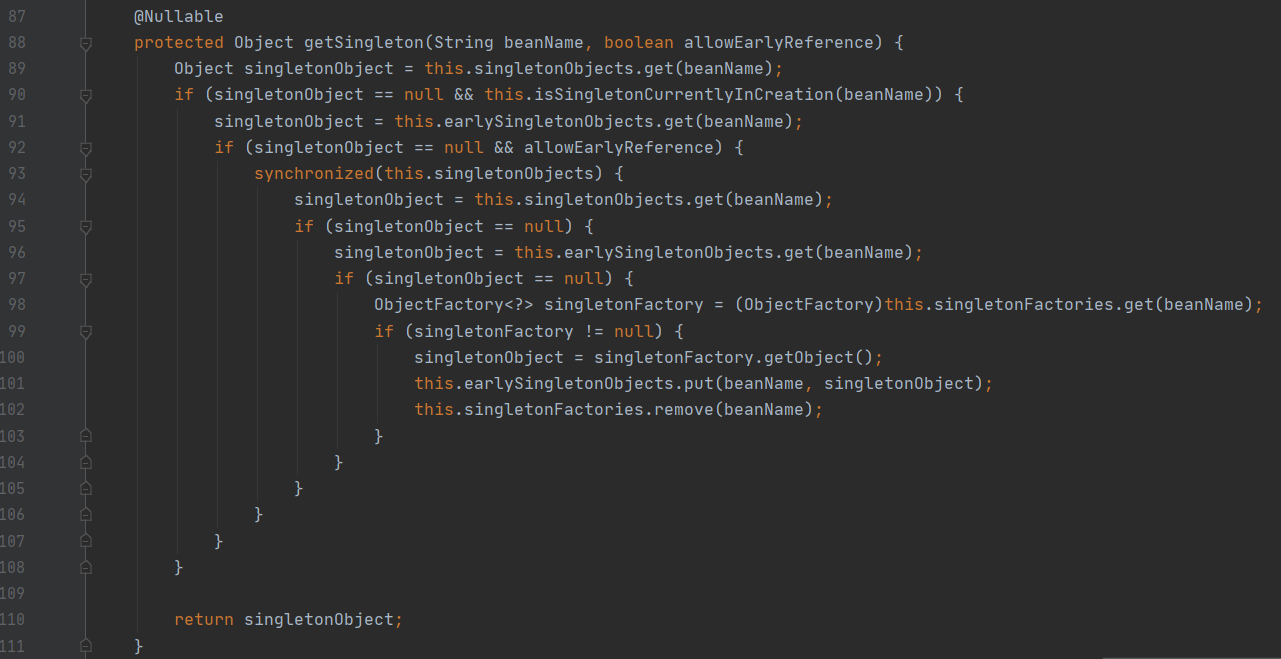 87 @Nullable
88 protected Object getSingleton(String beanName, boolean allowEarlyReference) {
89 Object singletonObject = this.singletonObjects.get(beanName);
90 if (singletonObject == null && this.isSingletonCurrentlyInCreation(beanName)) {
91 singletonObject = this.earlySingletonObjects.get(beanName);
92 if (singletonObject == null && allowEarlyReference) {
93 synchronized(this.singletonObjects) {
94 singletonObject = this.singletonObjects.get(beanName);
95 if (singletonObject == null) {
96 singletonObject = this.earlySingletonObjects.get(beanName);
97 if (singletonObject == null) {
98 ObjectFactory<?> singletonFactory = (ObjectFactory)this.singletonFactories.get(beanName);
99 if (singletonFactory != null) {
100 singletonObject = singletonFactory.getObject();
101 this.earlySingletonObjects.put(beanName, singletonObject);
102 this.singletonFactories.remove(beanName);
103 }
104 }
105 }
106 }
107 }
108 }
109
110 return singletonObject;
111 }